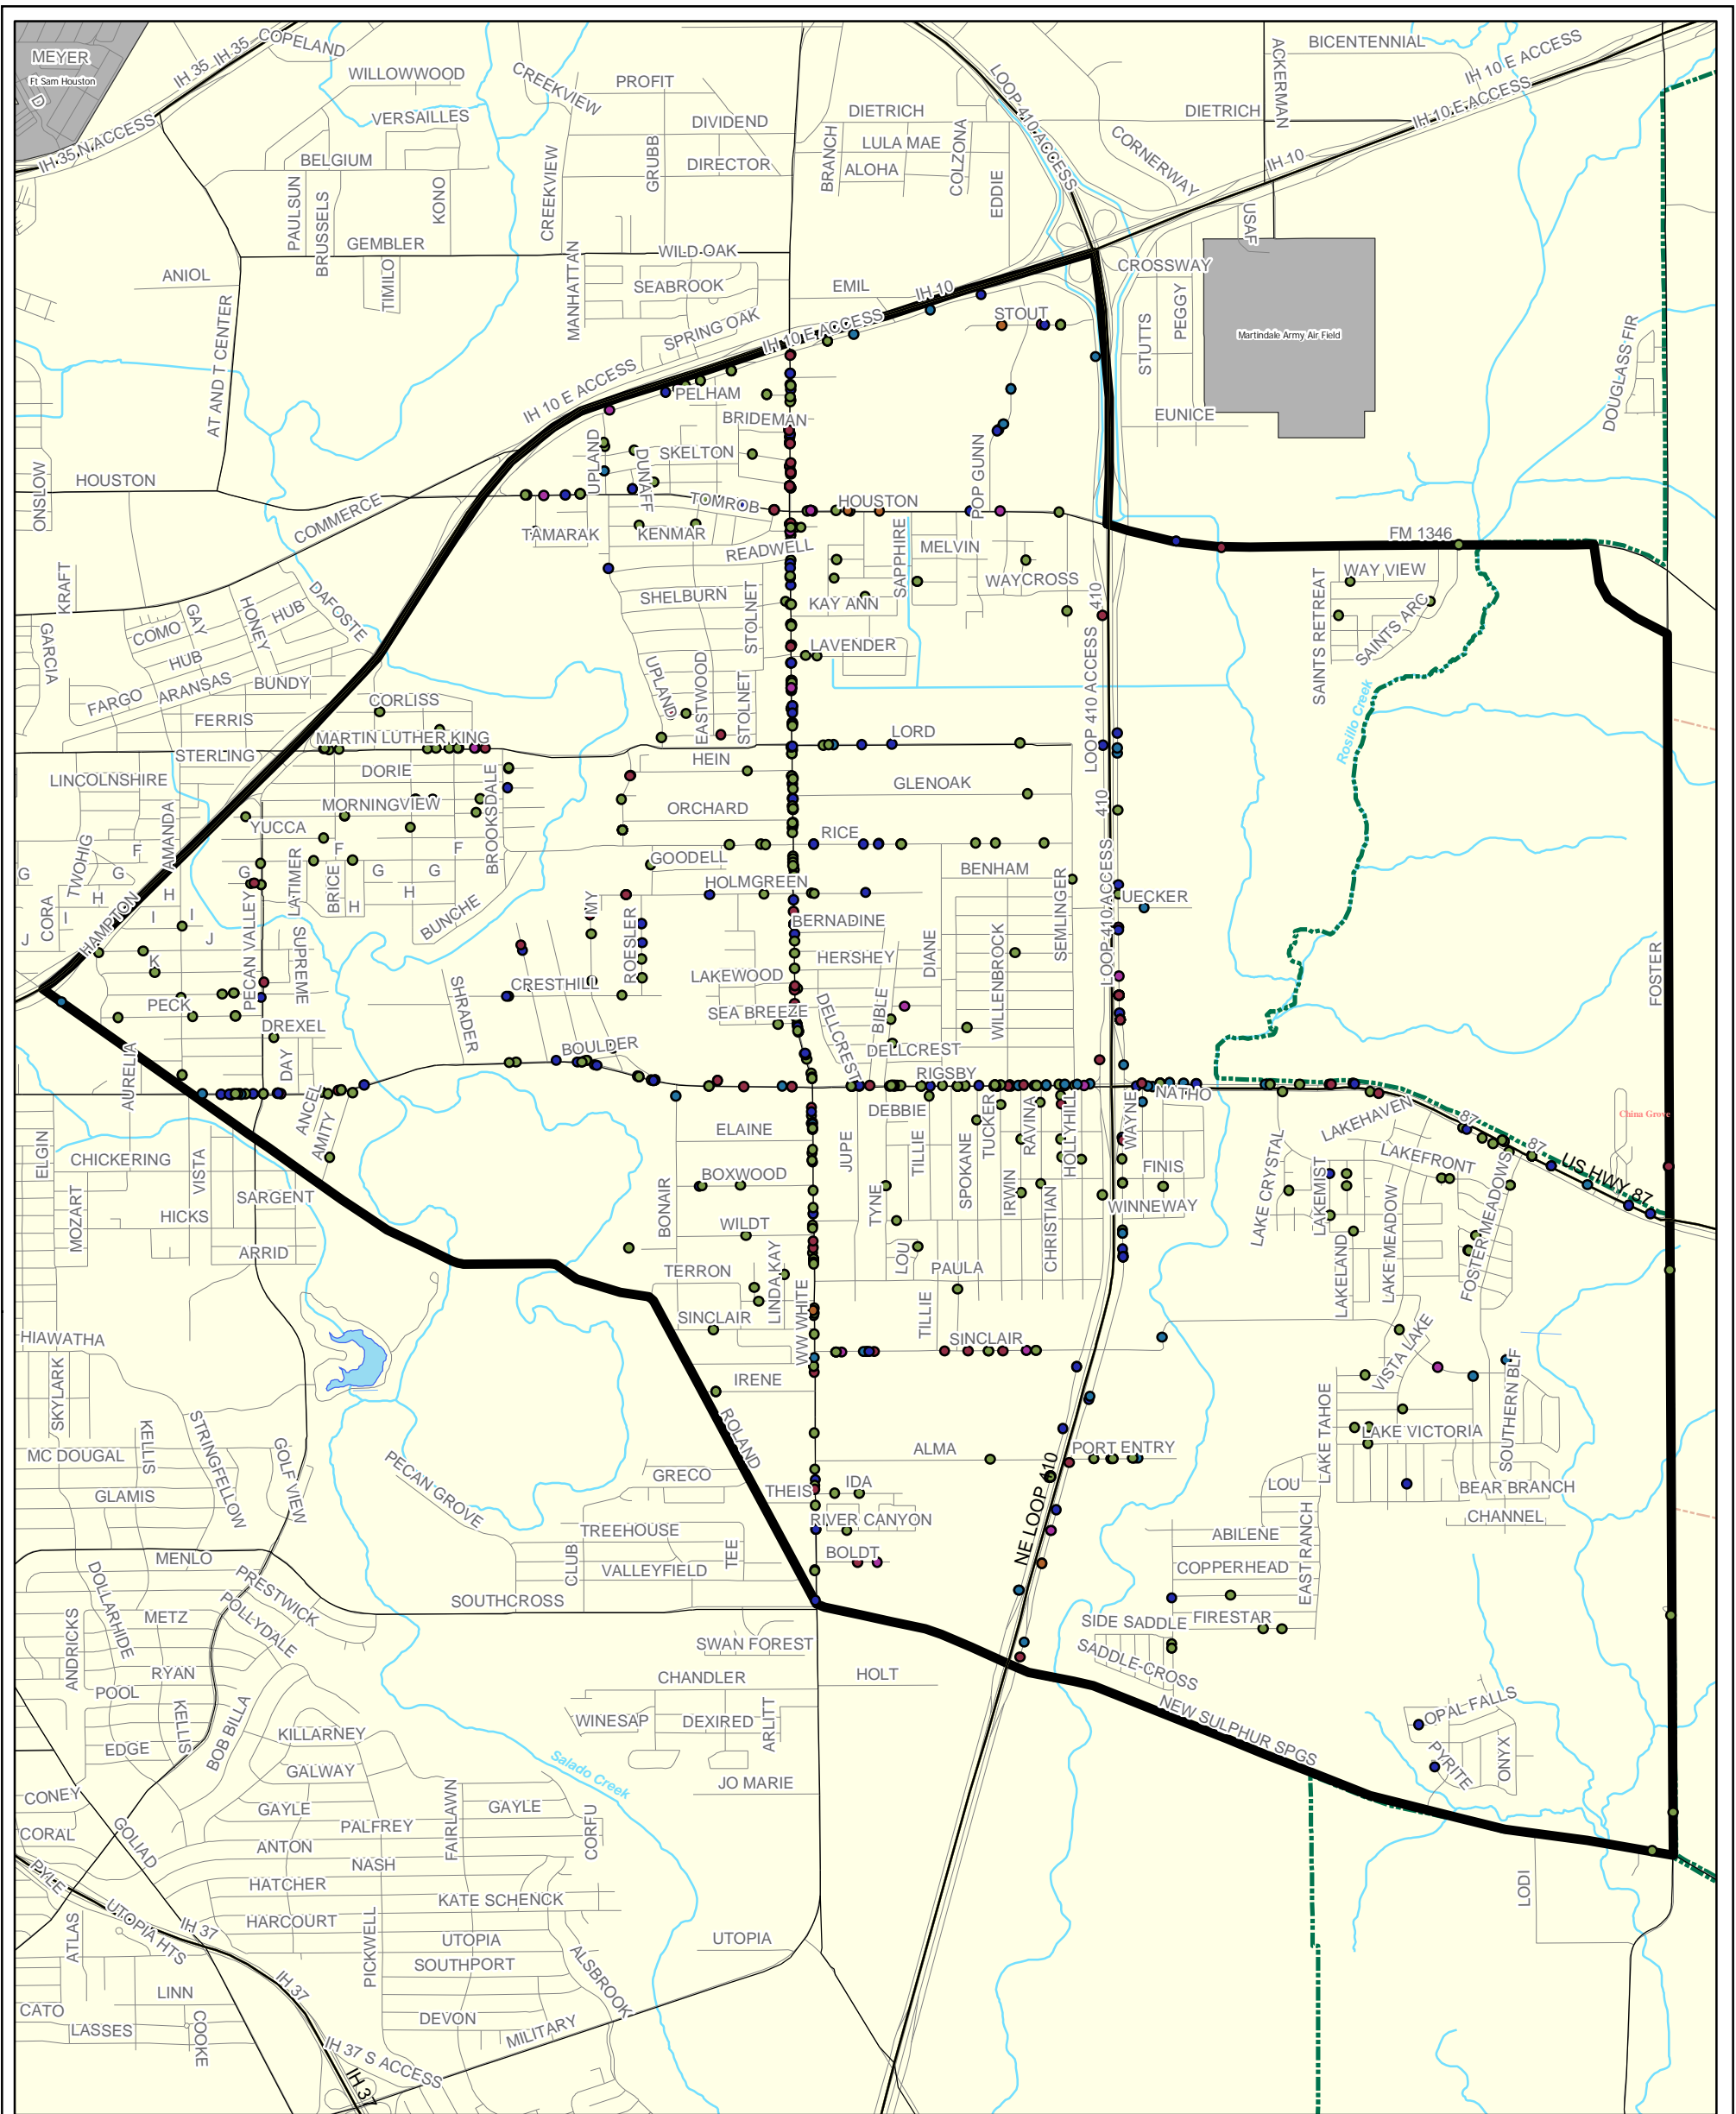 MEYER
Ft Sam Houston
D
IH 35 IH 35
COPELAND
IH 35 N ACCESS
WILLOWWOOD
CREEKVIEW
PROFIT
VERSAILLES
DIVIDEND
BELGIUM
DIRECTOR
GRUBB
PAULSUN
BRUSSELS
KONO
CREEKVIEW
GEMBLER
ANIOL
TIMILO
MANHATTAN
WILD OAK
SEABROOK
SPRING OAK
AT AND T CENTER
LOOP 410 ACCESS
DIETRICH
BRANCH
LULA MAE
ALOHA
COLZONA
EDDIE
CORNERWAY
DIETRICH
ACKERMAN
BICENTENNIAL
IH 10 E ACCESS
IH 10 E ACCESS
IH-10
USAF
CROSSWAY
EMIL
IH-10
IH 10 E ACCESS
IH 10 E ACCESS
STOUT
STUTTS
PEGGY
Martindale Army Air Field
EUNICE
DOUGLASS FIR
PELHAM
BRIDEMAN
UPLAND
DUNAFF
SKELTON
POP GUNN
ONSLOW
HOUSTON
COMMERCE
TOMROB
HOUSTON
TAMARAK
KENMAR
READWELL
SAPPHIRE
MELVIN
WAYCROSS
FM 1346
WAY VIEW
SAINTS RETREAT
SAINTS ARC
KRAFT
GARCIA
COMO
GAY
HONEY
HUB
DAFOSTE
HUB
FARGO
ARANSAS
BUNDY
SHELBURN
STOLNET
KAY ANN
LAVENDER
410
LOOP 410 ACCESS
Rosillo Creek
FERRIS
CORLISS
UPLAND
EASTWOOD
STOLNET
STERLING
MARTIN LUTHER KING
LORD
LINCOLNSHIRE
DORIE
HEIN
GLENOAK
MORNINGVIEW
BROOKSDALE
ORCHARD
410
AMANDA
YUCCA
RICE
TWOHIG
F
F
F
G
G
G
G
G
GOODELL
BENHAM
H
H
H
H
LATIMER
BRICE
HOLMGREEN
CORA
I
I
I
J
J
HAMPTON
BUNCHE
MY
ROESLER
BERNADINE
SEMLINGER
UECKER
K
PECAN VALLEY
SUPREME
HERSHEY
DIANE
WILLENBROCK
LOOP 410 ACCESS
FOSTER
PECK
CRESTHILL
LAKEWOOD
SEA BREEZE
DELLCREST
BIBLE
DREXEL
SHRADER
BOULDER
DELLCREST
AURELIA
DAY
RIGSBY
NATHO
ELGIN
ANCEL
AMITY
DEBBIE
TUCKER
RAVINA
HOLLYHILL
WAYNE
LAKEHAVEN
87
87
US HWY 87
China Grove
ELAINE
JUPE
TILLIE
SPOKANE
LAKEFRONT
CHICKERING
VISTA
BOXWOOD
FINIS
LAKE CRYSTAL
LAKEMIST
MOZART
SARGENT
BONAIR
TYNE
IRWIN
CHRISTIAN
WINNEWAY
LAKE MEADOW
FOSTER MEADOWS
HICKS
WILDT
ARRID
LOU
LAKELAND
TERRON
LINDA KAY
PAULA
SINCLAIR
WW WHITE
TILLIE
SINCLAIR
HIAWATHA
SKYLARK
IRENE
VISTA LAKE
SOUTHERN BLF
LAKE TAHOE
KELLIS
STRINGFELLOW
GOLF VIEW
ROLAND
ALMA
PORT ENTRY
LAKE VICTORIA
MC DOUGAL
PECAN GROVE
GRECO
THEIS
IDA
NE LOOP 410
LOU
BEAR BRANCH
GLAMIS
TREEHOUSE
RIVER CANYON
CHANNEL
MENLO
CLUB
TEE
BOLDT
ABILENE
EAST RANCH
VALLEYFIELD
COPPERHEAD
DOLLARHIDE
PRESTWICK
SOUTHCROSS
ANDRICKS
METZ
POLLYDALE
SWAN FOREST
SIDE SADDLE
FIRESTAR
RYAN
CHANDLER
HOLT
SADDLE CROSS
POOL
KELLIS
BOB BILLA
WINESAP
DEXIRED
ARLITT
NEW SULPHUR SPGS
OPAL FALLS
KILLARNEY
EDGE
PYRITE
ONYX
GALWAY
Salado Creek
JO MARIE
CONEY
GAYLE
FAIRLAWN
GAYLE
CORFU
CORAL
GOLIAD
PALFREY
ANTON
NASH
PYLE
HATCHER
KATE SCHENCK
LODI
ATLAS
UTOPIA HTS
IH 37
HARCOURT
PICKWELL
UTOPIA
UTOPIA
SOUTHPORT
ALSBROOK
LINN
IH 37
CATO
LASSES
COOKE
DEVON
MILITARY
IH 37 S ACCESS
IH 37